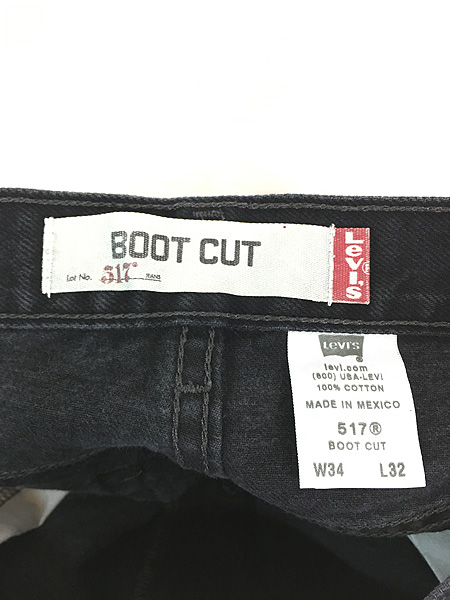 BOOT CUT
Lot No. 517 JEANS
Levi's®
Levi's
levi.com
(800) USA-LEVI
100% COTTON
MADE IN MEXICO
517®
BOOT CUT
W34 L32